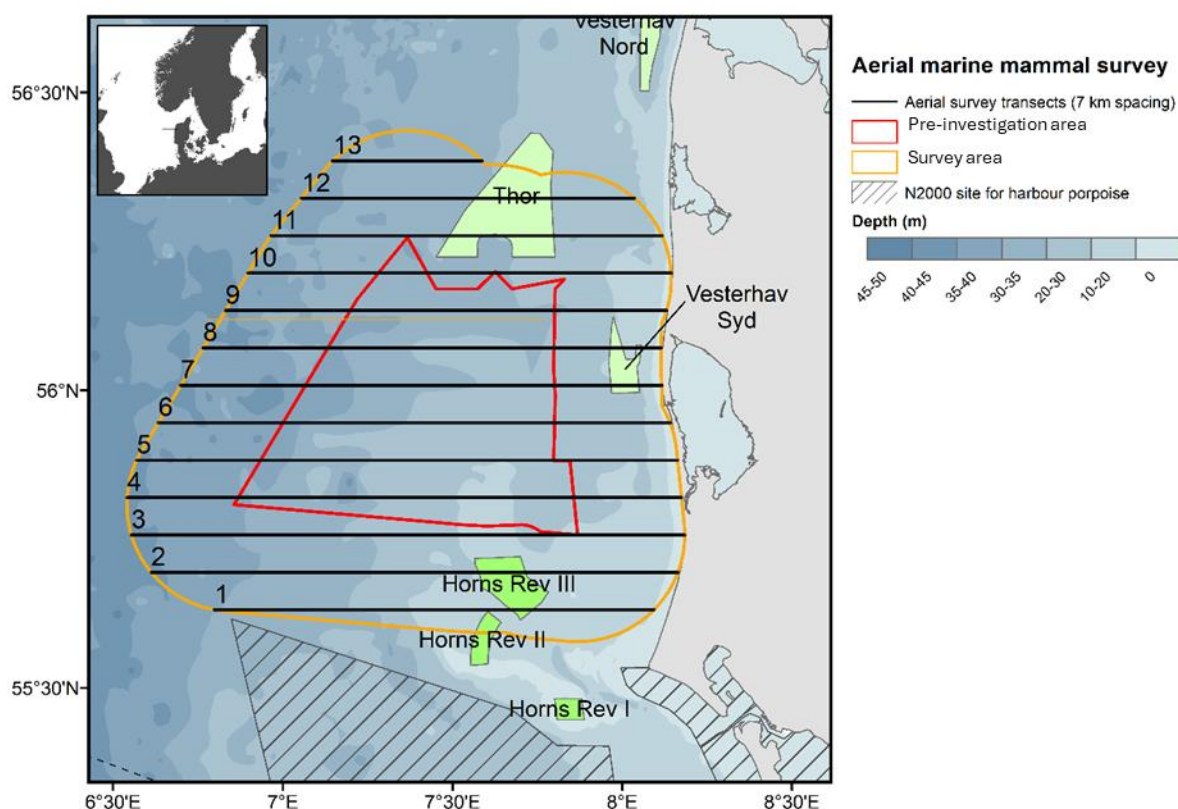 Vesterhav
Nord
56°30'N
13
12
Thor
11
10
9
Vesterhav
Syd
8
7
56°N
6
5
4
3
2
Horns Rev III
1
Horns Rev II
55°30'N
Horns Rev I
6°30'E
7°E
7°30'E
8°E
8°30'E
Aerial marine mammal survey
Aerial survey transects (7 km spacing)
Pre-investigation area
Survey area
N2000 site for harbour porpoise
Depth (m)
45-50
40-45
35-40
30-35
20-30
10-20
0